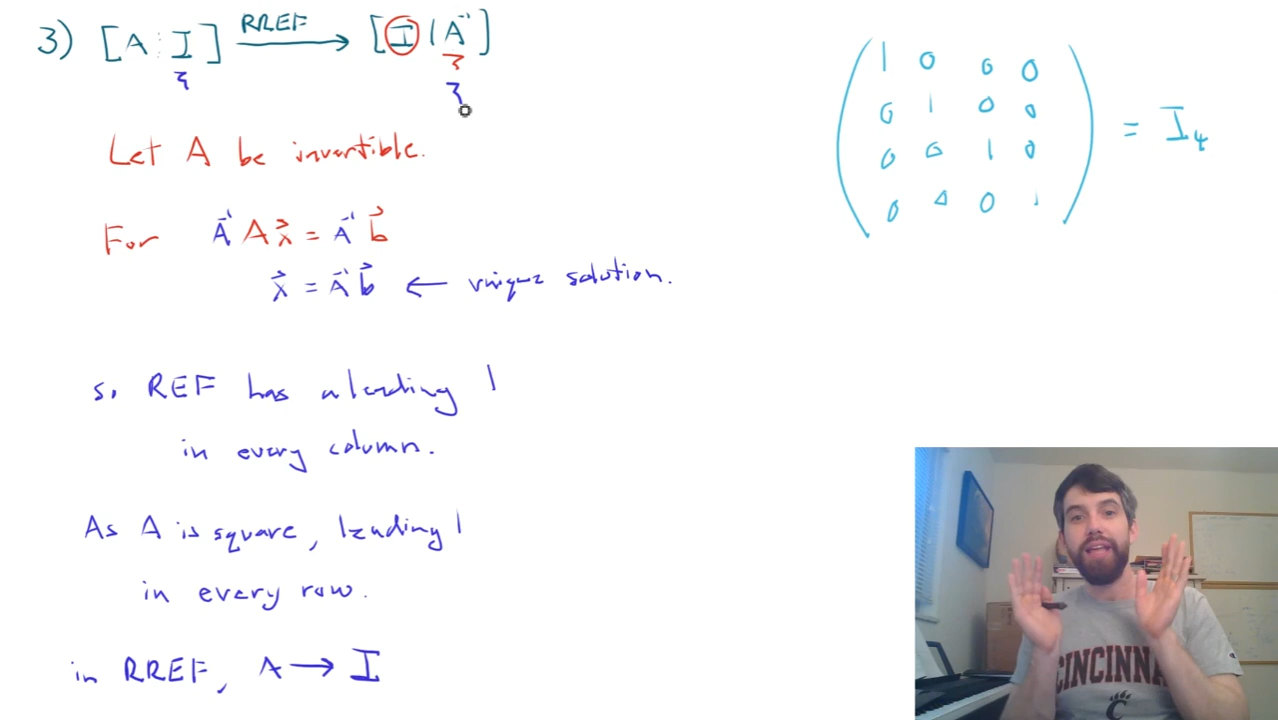 3) [A ⋮ I] RREF → [I | A⁻¹]
Let A be invertible.
For A⁻¹ A x⃗ = A⁻¹ b⃗
x⃗ = A⁻¹ b⃗ ← unique solution.
so REF has a leading 1
in every column.
As A is square, leading 1
in every row.
in RREF, A → I
1 0 0 0
0 1 0 0
0 0 1 0
0 0 0 1
= I₄
CINCINNA
C